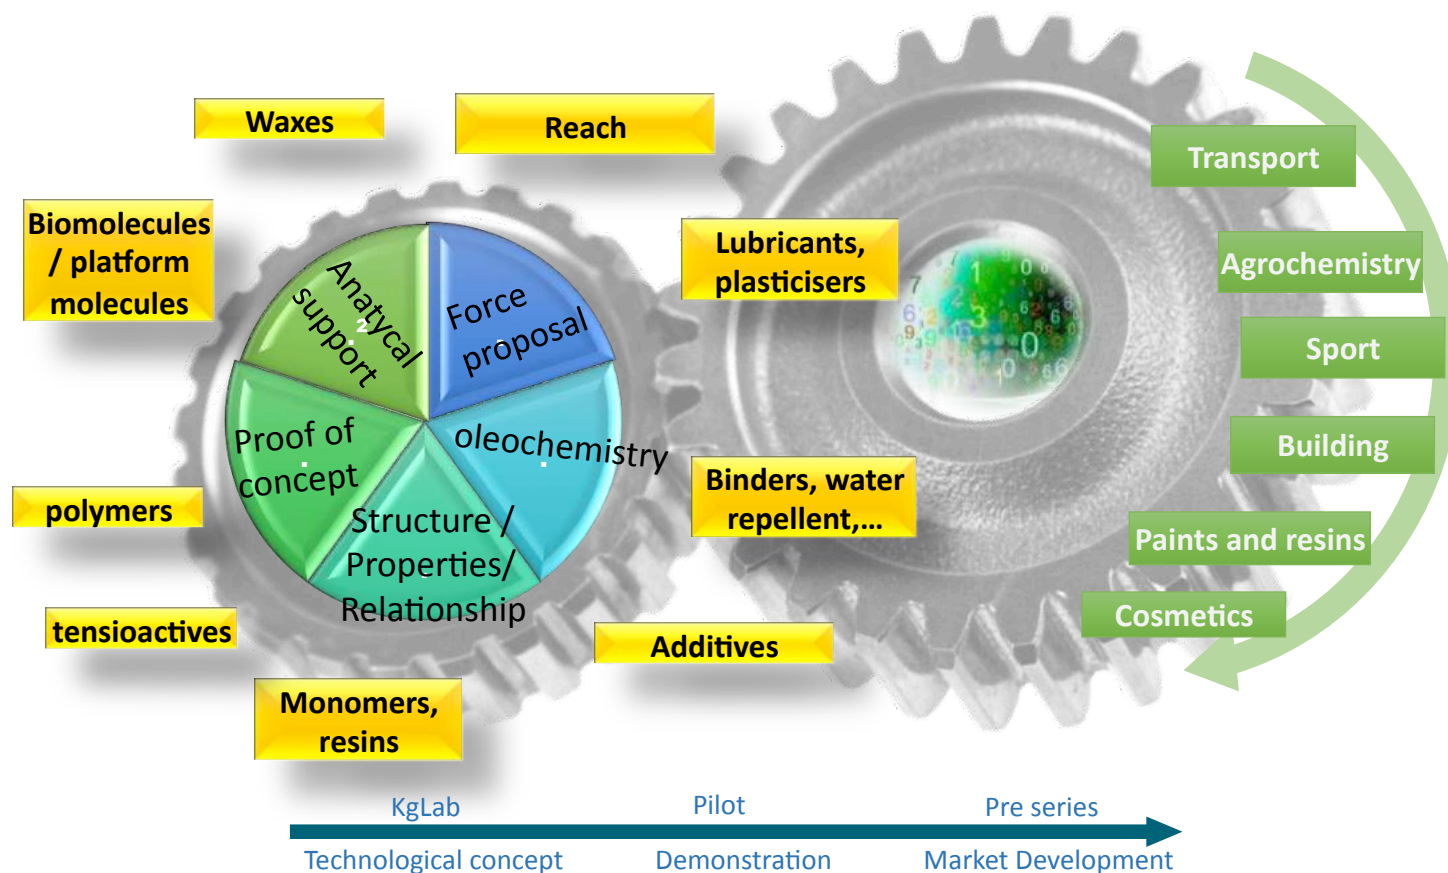 Waxes
Reach
Biomolecules
/ platform
molecules
Lubricants,
plasticisers
Anatycal
support
2
Force
proposal
oleochemistry
Proof of
concept
Structure /
Properties/
Relationship
polymers
Binders, water
repellent,...
tensioactives
Additives
Monomers,
resins
Transport
Agrochemistry
Sport
Building
Paints and resins
Cosmetics
KgLab
Pilot
Pre series
Technological concept
Demonstration
Market Development